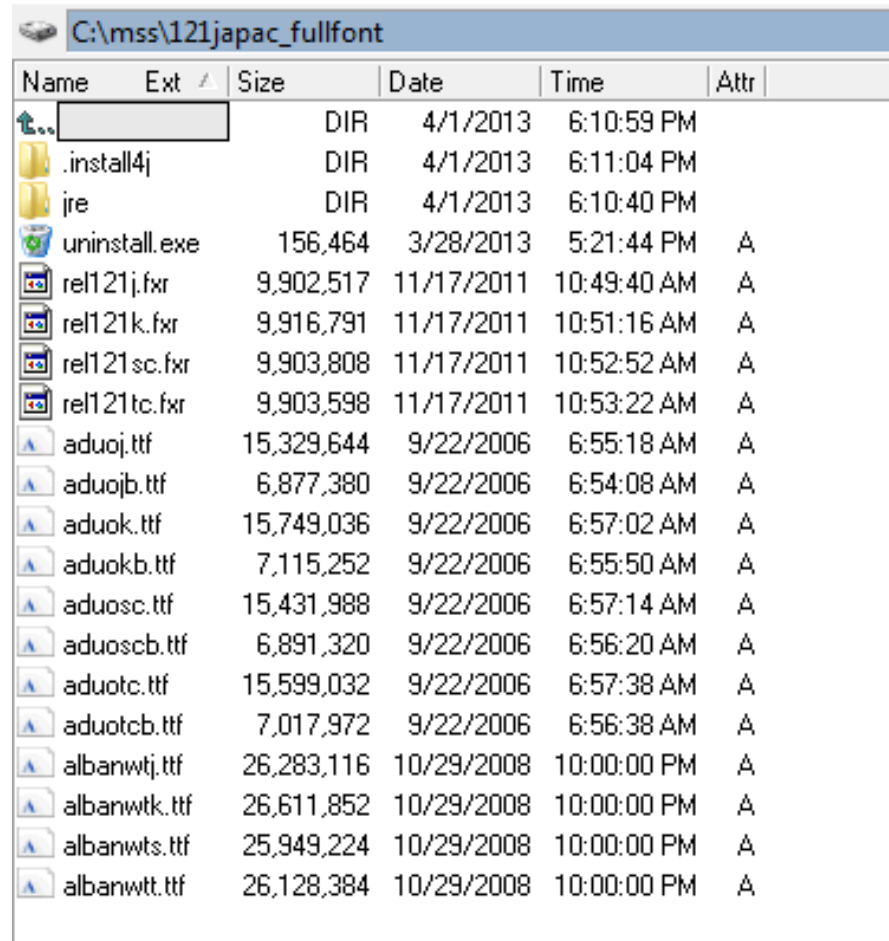 C:\mss\121japac_fullfont
Name Ext Size Date Time Attr
.. DIR 4/1/2013 6:10:59 PM
.install4j DIR 4/1/2013 6:11:04 PM
jre DIR 4/1/2013 6:10:40 PM
uninstall.exe 156,464 3/28/2013 5:21:44 PM A
rel121j.fxr 9,902,517 11/17/2011 10:49:40 AM A
rel121k.fxr 9,916,791 11/17/2011 10:51:16 AM A
rel121sc.fxr 9,903,808 11/17/2011 10:52:52 AM A
rel121tc.fxr 9,903,598 11/17/2011 10:53:22 AM A
aduoj.ttf 15,329,644 9/22/2006 6:55:18 AM A
aduojb.ttf 6,877,380 9/22/2006 6:54:08 AM A
aduok.ttf 15,749,036 9/22/2006 6:57:02 AM A
aduokb.ttf 7,115,252 9/22/2006 6:55:50 AM A
aduosc.ttf 15,431,988 9/22/2006 6:57:14 AM A
aduoscb.ttf 6,891,320 9/22/2006 6:56:20 AM A
aduotc.ttf 15,599,032 9/22/2006 6:57:38 AM A
aduotcb.ttf 7,017,972 9/22/2006 6:56:38 AM A
albanwtj.ttf 26,283,116 10/29/2008 10:00:00 PM A
albanwtk.ttf 26,611,852 10/29/2008 10:00:00 PM A
albanwts.ttf 25,949,224 10/29/2008 10:00:00 PM A
albanwtt.ttf 26,128,384 10/29/2008 10:00:00 PM A